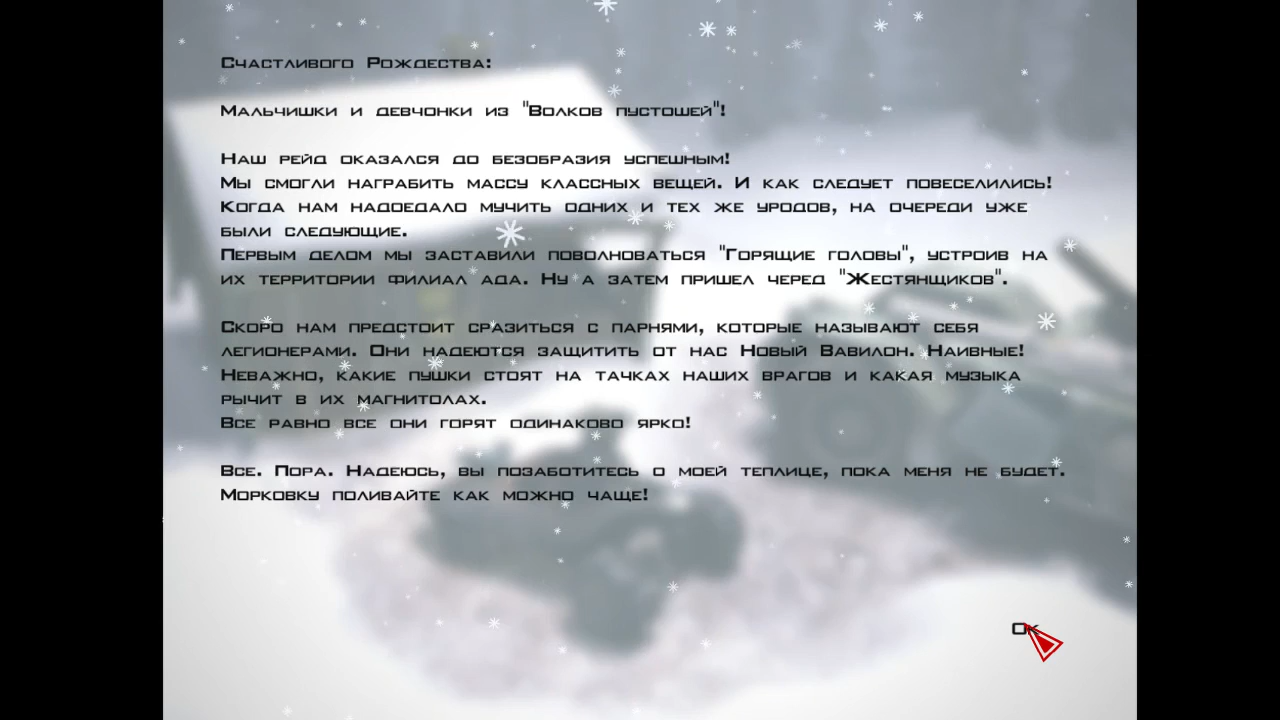 Счастливого Рождества:
Мальчишки и девчонки из "Волков пустошей"!
Наш рейд оказался до безобразия успешным!
Мы смогли награбить массу классных вещей. И как следует повеселились!
Когда нам надоедало мучить одних и тех же уродов, на очереди уже
были следующие.
Первым делом мы заставили поволноваться "Горящие головы", устроив на
их территории филиал ада. Ну а затем пришел черед "Жестянщиков".
Скоро нам предстоит сразиться с парнями, которые называют себя
легионерами. Они надеются защитить от нас Новый Вавилон. Наивные!
Неважно, какие пушки стоят на тачках наших врагов и какая музыка
рычит в их магнитолах.
Все равно все они горят одинаково ярко!
Все. Пора. Надеюсь, вы позаботитесь о моей теплице, пока меня не будет.
Морковку поливайте как можно чаще!
Ок